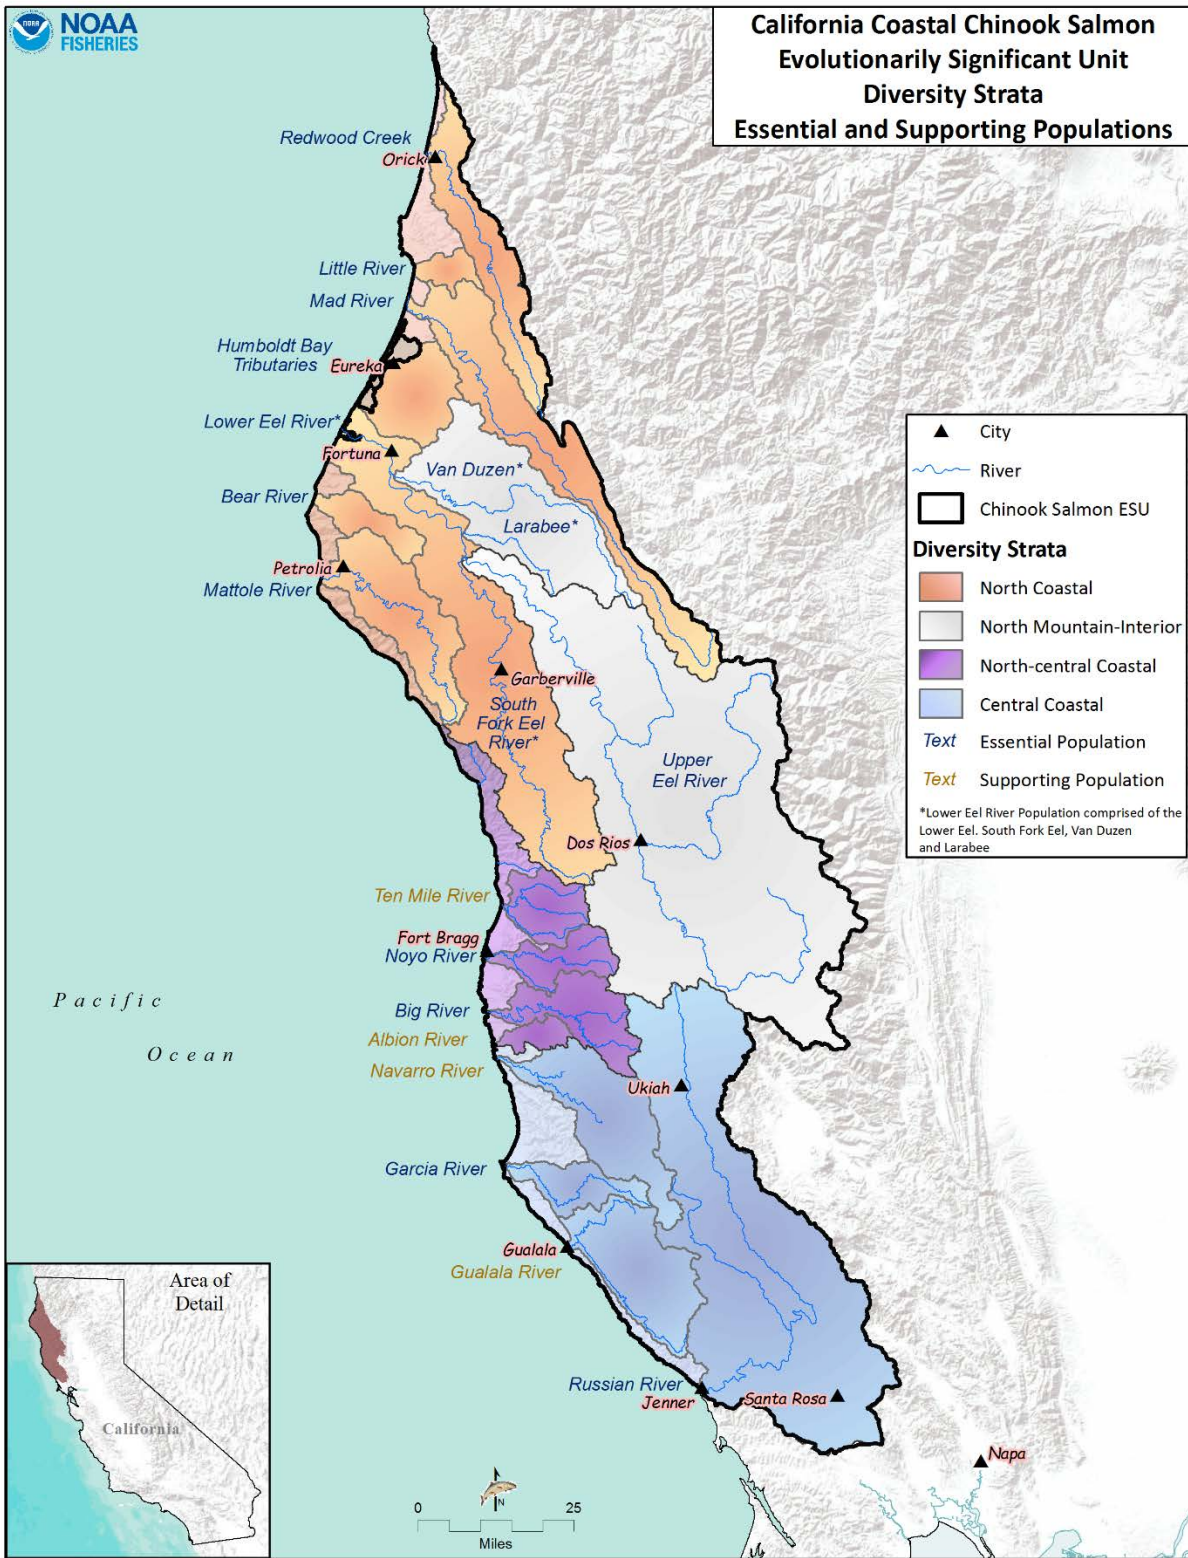 NOAA
NOAA
FISHERIES
California Coastal Chinook Salmon
Evolutionarily Significant Unit
Diversity Strata
Essential and Supporting Populations
Redwood Creek
Orick
Little River
Mad River
Humboldt Bay
Tributaries
Eureka
Lower Eel River*
Fortuna
Van Duzen*
Bear River
Larabee*
Petrolia
Mattole River
Garberville
South
Fork Eel
River*
Upper
Eel River
Dos Rios
Ten Mile River
Fort Bragg
Noyo River
Big River
Albion River
Navarro River
Ukiah
Garcia River
Gualala
Gualala River
Russian River
Jenner
Santa Rosa
Napa
Pacific
Ocean
City
River
Chinook Salmon ESU
Diversity Strata
North Coastal
North Mountain-Interior
North-central Coastal
Central Coastal
Text Essential Population
Text Supporting Population
*Lower Eel River Population comprised of the
Lower Eel. South Fork Eel, Van Duzen
and Larabee
Area of
Detail
California
N
0 25
Miles